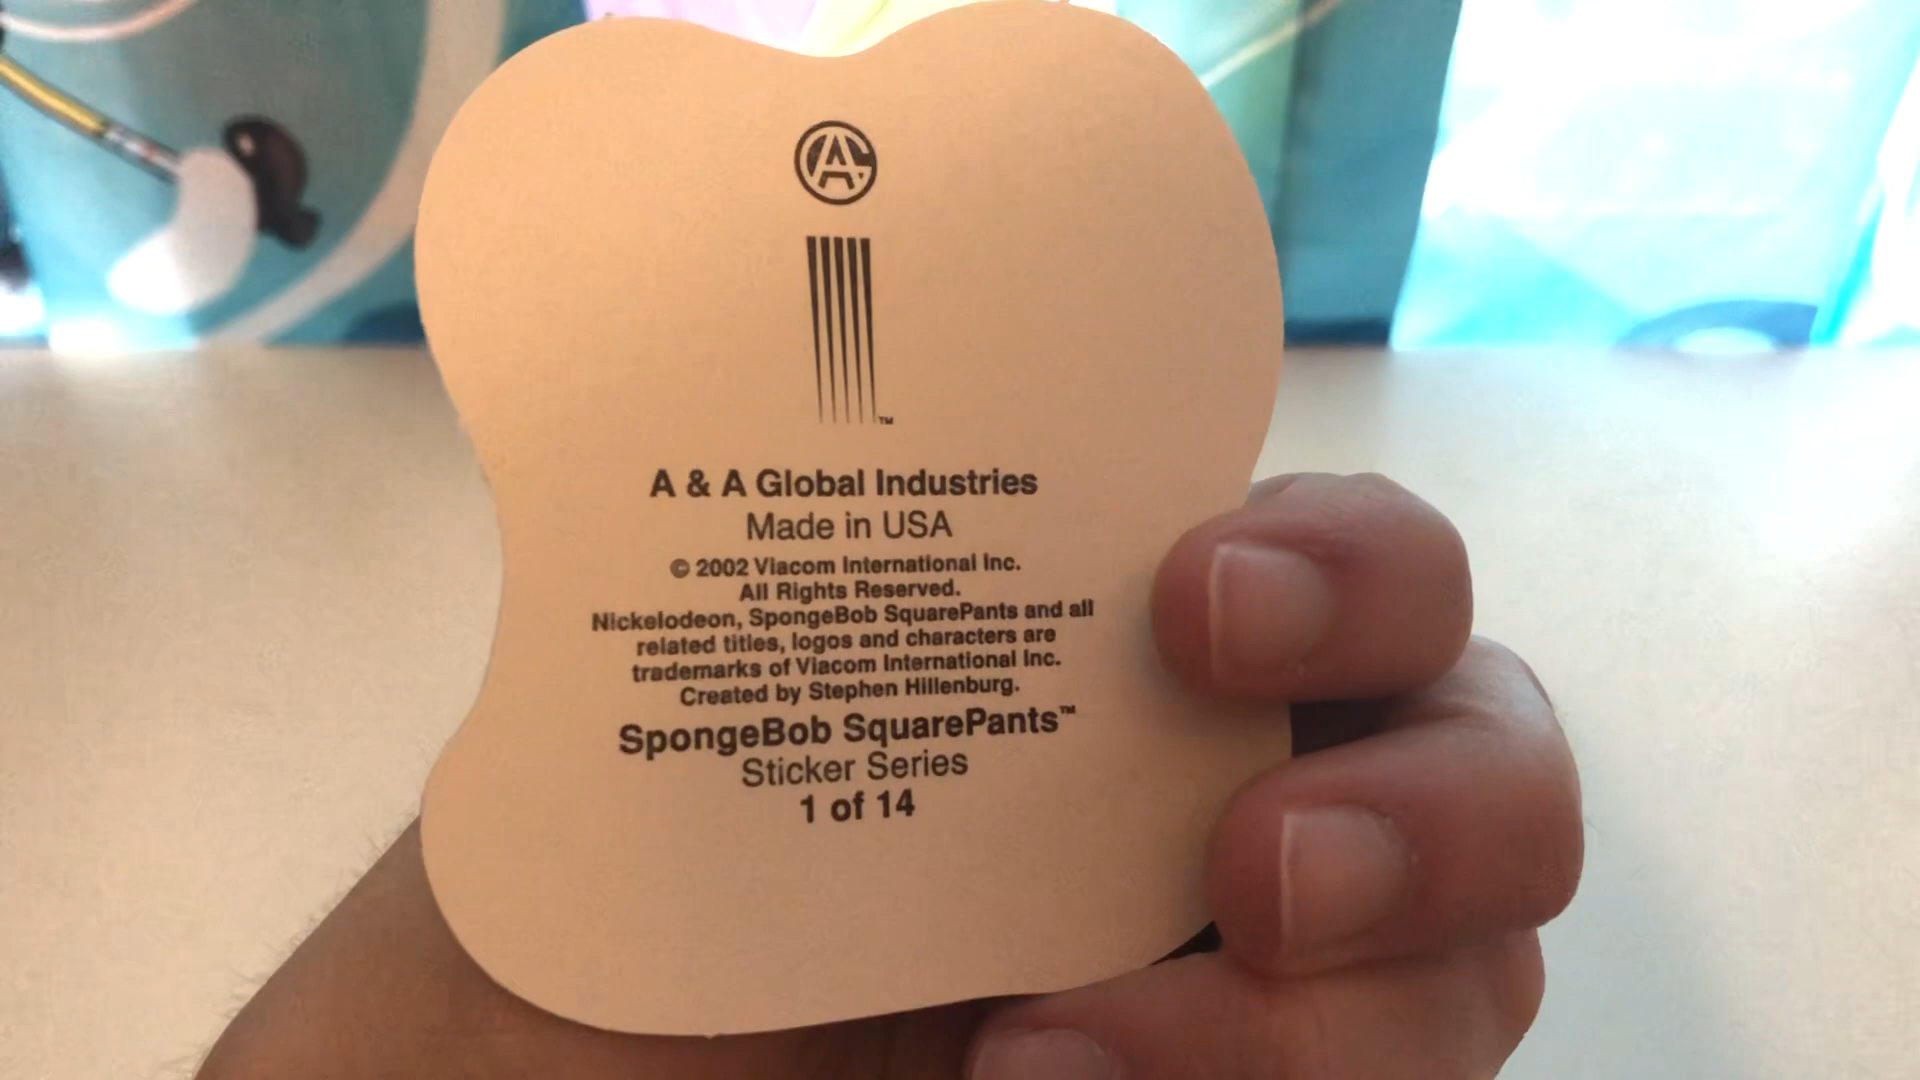 AG
™
A & A Global Industries
Made in USA
© 2002 Viacom International Inc.
All Rights Reserved.
Nickelodeon, SpongeBob SquarePants and all
related titles, logos and characters are
trademarks of Viacom International Inc.
Created by Stephen Hillenburg.
SpongeBob SquarePants™
Sticker Series
1 of 14